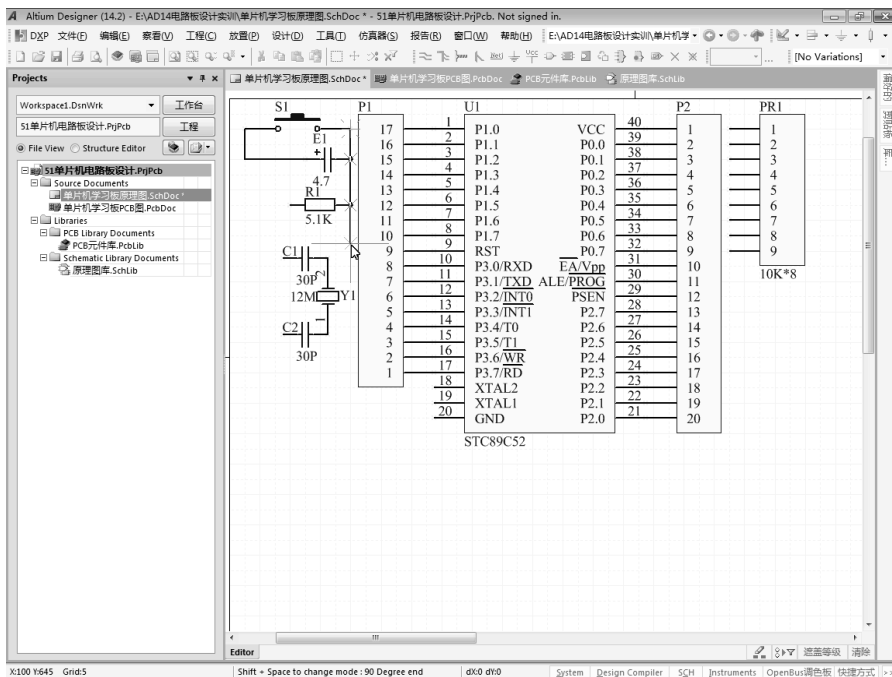 Altium Designer (14.2) - E:\AD14电路板设计实训\单片机学习板原理图.SchDoc * - 51单片机电路板设计.PrjPcb. Not signed in.
DXP 文件(F) 编辑(E) 察看(V) 工程(C) 放置(P) 设计(D) 工具(T) 仿真器(S) 报告(R) 窗口(W) 帮助(H) E:\AD14电路板设计实训\单片机学
[No Variations]
Projects
单片机学习板原理图.SchDoc * 单片机学习板PCB图.PcbDoc PCB元件库.PcbLib 原理图库.SchLib
Workspace1.DsnWrk 工作台
51单片机电路板设计.PrjPcb 工程
File View Structure Editor
51单片机电路板设计.PrjPcb
Source Documents
单片机学习板原理图.SchDoc *
单片机学习板PCB图.PcbDoc
Libraries
PCB Library Documents
PCB元件库.PcbLib
Schematic Library Documents
原理图库.SchLib
S1 P1 U1 P2 PR1
17 1 P1.0 VCC 40 1 1
E1 16 2 P1.1 P0.0 39 2 2
+ 15 3 P1.2 P0.1 38 3 3
4.7 14 4 P1.3 P0.2 37 4 4
R1 13 5 P1.4 P0.3 36 5 5
12 6 P1.5 P0.4 35 6 6
5.1K 11 7 P1.6 P0.5 34 7 7
10 8 P1.7 P0.6 33 8 8
C1 9 9 RST P0.7 32 9 9
8 10 P3.0/RXD EA/Vpp 31 10
30P 2 7 11 P3.1/TXD ALE/PROG 30 11 10K*8
12M Y1 6 12 P3.2/INT0 PSEN 29 12
1 5 13 P3.3/INT1 P2.7 28 13
C2 4 14 P3.4/T0 P2.6 27 14
3 15 P3.5/T1 P2.5 26 15
30P 2 16 P3.6/WR P2.4 25 16
1 17 P3.7/RD P2.3 24 17
18 XTAL2 P2.2 23 18
19 XTAL1 P2.1 22 19
20 GND P2.0 21 20
STC89C52
Editor 遮盖等级 清除
X:100 Y:645 Grid:5 Shift + Space to change mode : 90 Degree end dX:0 dY:0 System Design Compiler SCH Instruments OpenBus调色板 快捷方式 >>